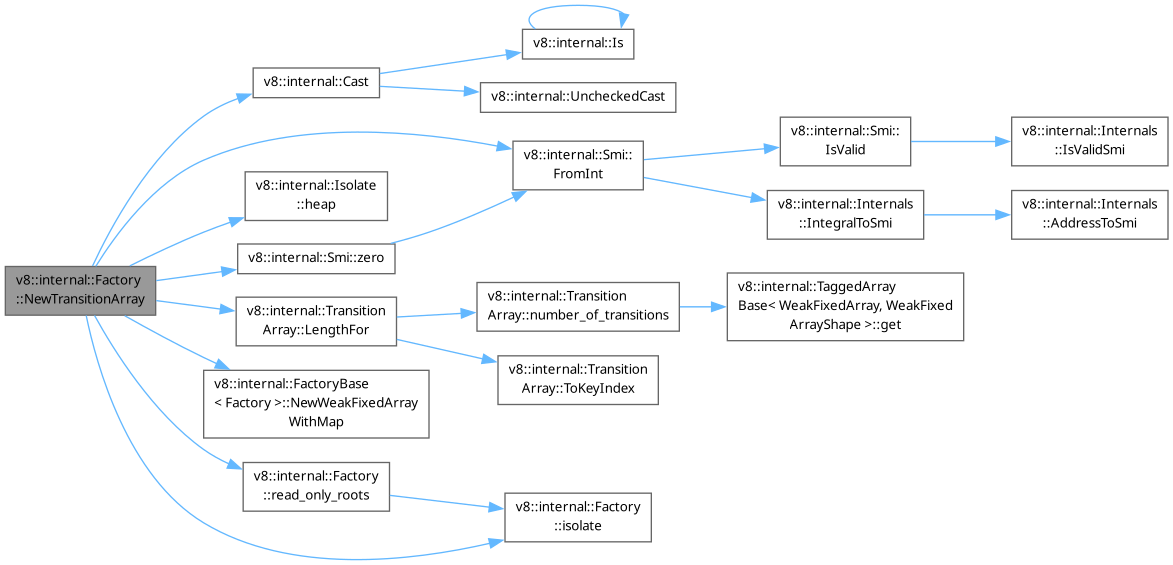 v8::internal::Factory
::NewTransitionArray
v8::internal::Cast
v8::internal::Is
v8::internal::UncheckedCast
v8::internal::Smi::
FromInt
v8::internal::Smi::
IsValid
v8::internal::Internals
::IsValidSmi
v8::internal::Internals
::IntegralToSmi
v8::internal::Internals
::AddressToSmi
v8::internal::Isolate
::heap
v8::internal::Smi::zero
v8::internal::Transition
Array::LengthFor
v8::internal::Transition
Array::number_of_transitions
v8::internal::TaggedArray
Base< WeakFixedArray, WeakFixed
ArrayShape >::get
v8::internal::Transition
Array::ToKeyIndex
v8::internal::FactoryBase
< Factory >::NewWeakFixedArray
WithMap
v8::internal::Factory
::read_only_roots
v8::internal::Factory
::isolate